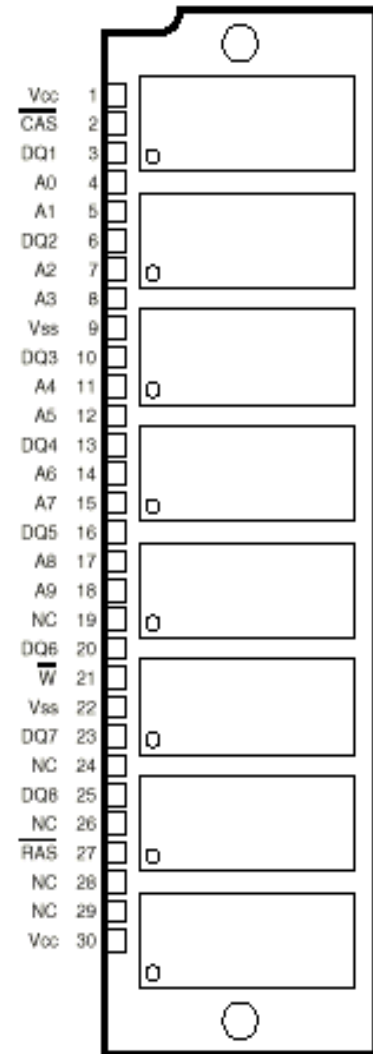 Vcc 1
CAS 2
DQ1 3
A0 4
A1 5
DQ2 6
A2 7
A3 8
Vss 9
DQ3 10
A4 11
A5 12
DQ4 13
A6 14
A7 15
DQ5 16
A8 17
A9 18
NC 19
DQ6 20
W 21
Vss 22
DQ7 23
NC 24
DQ8 25
NC 26
RAS 27
NC 28
NC 29
Vcc 30